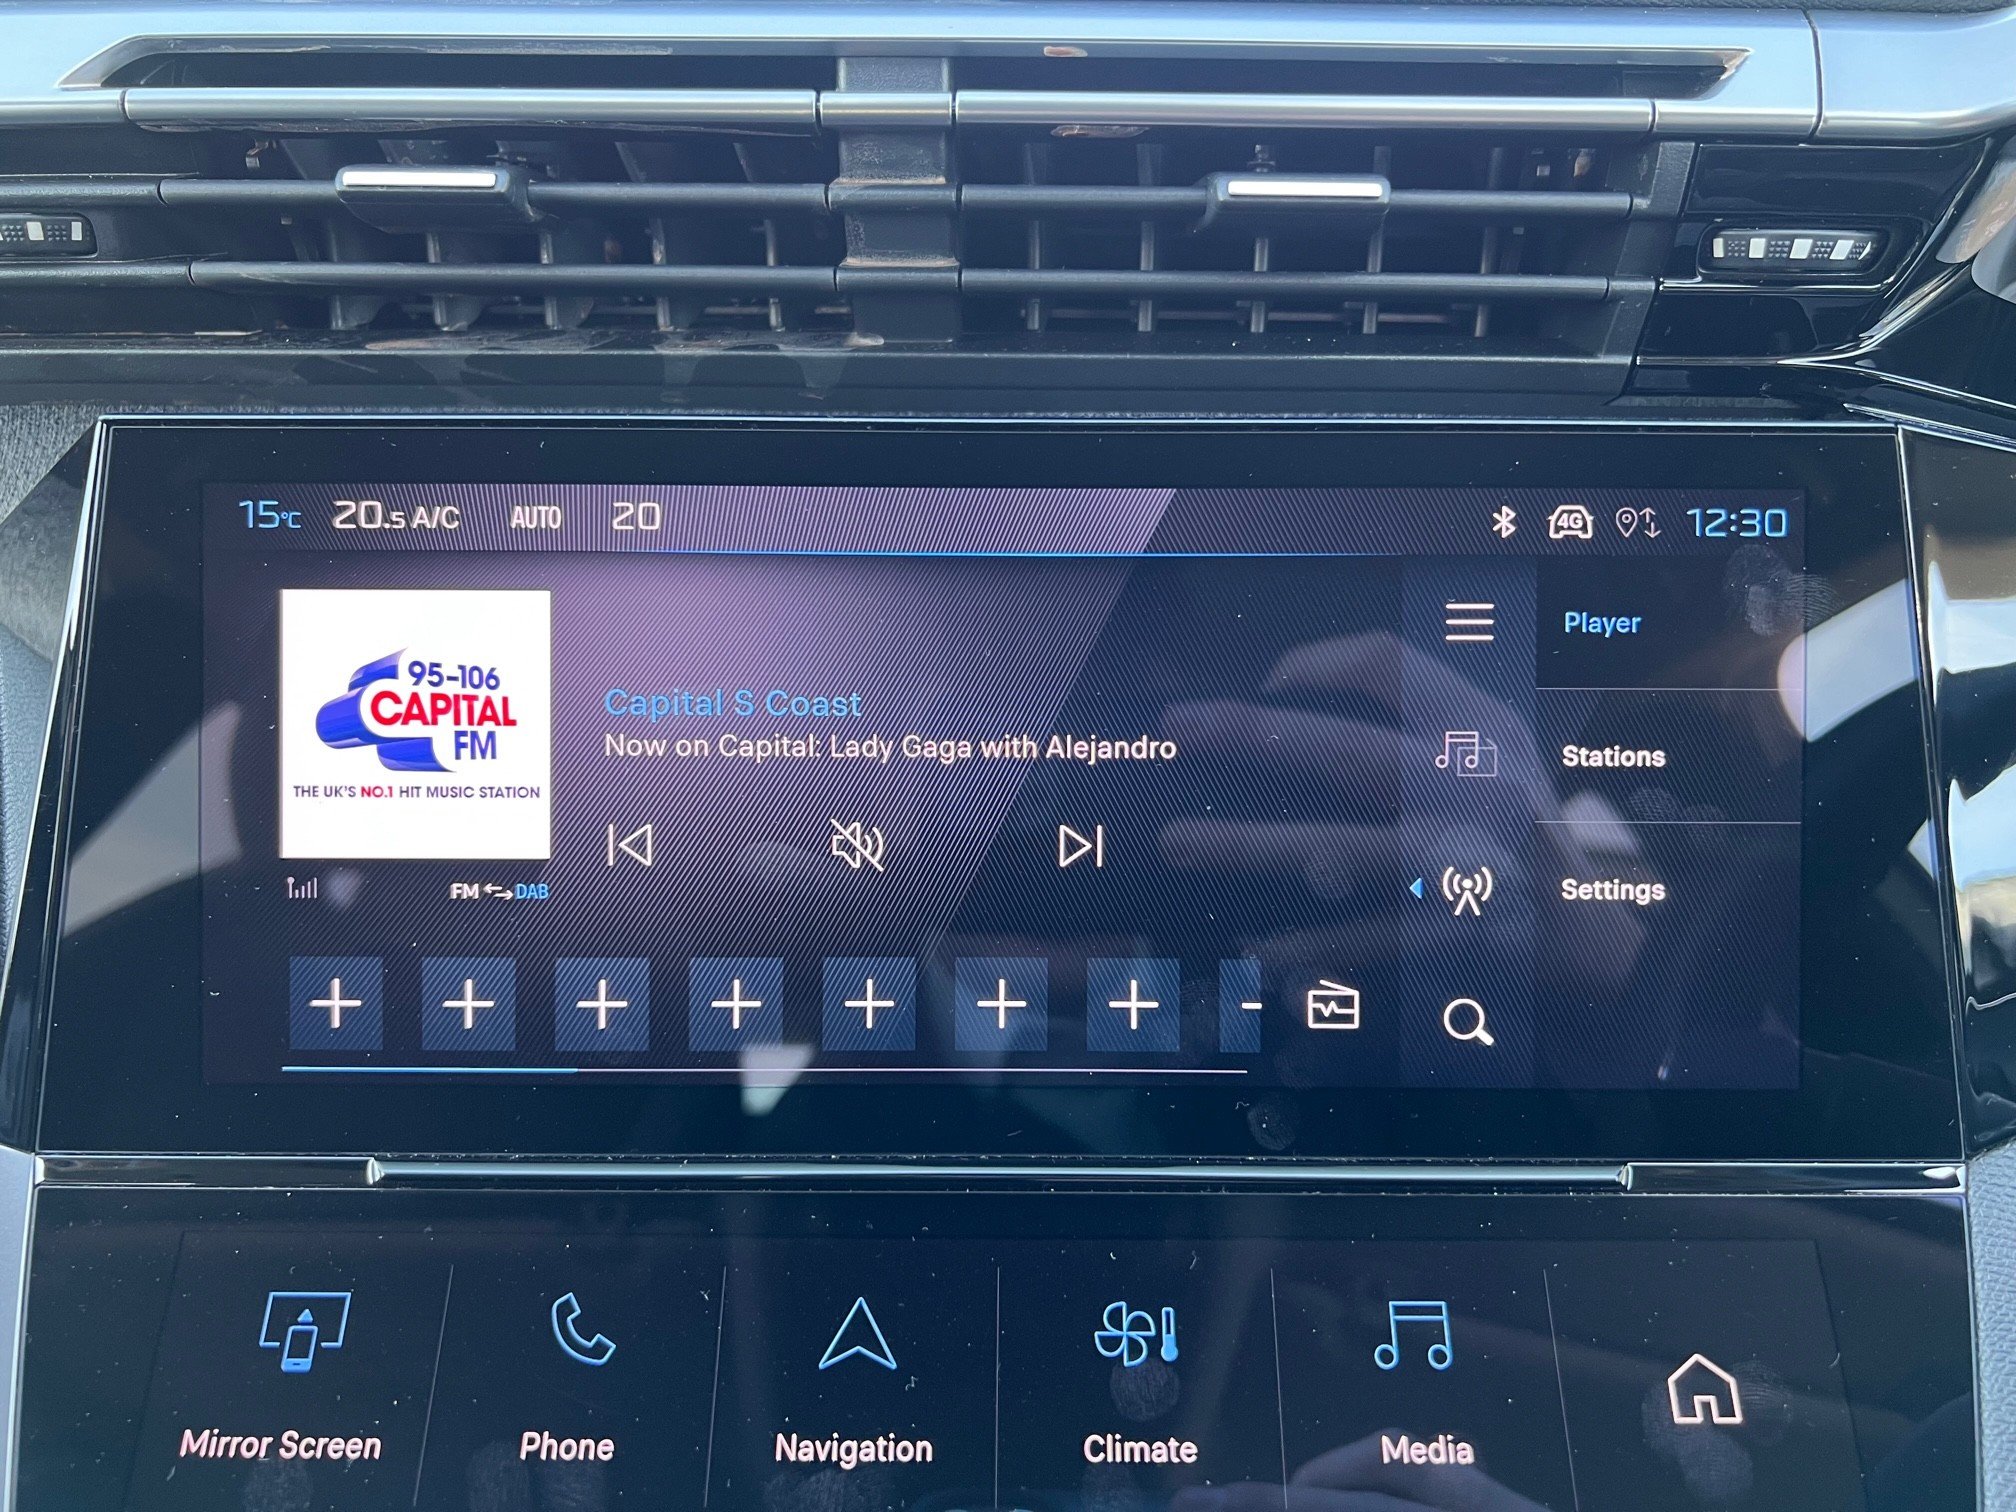 15°C 20.5 A/C AUTO 20 4G 12:30
95-106
CAPITAL
FM
THE UK'S NO.1 HIT MUSIC STATION
Capital S Coast
Now on Capital: Lady Gaga with Alejandro
FM DAB
Player
Stations
Settings
Mirror Screen
Phone
Navigation
Climate
Media